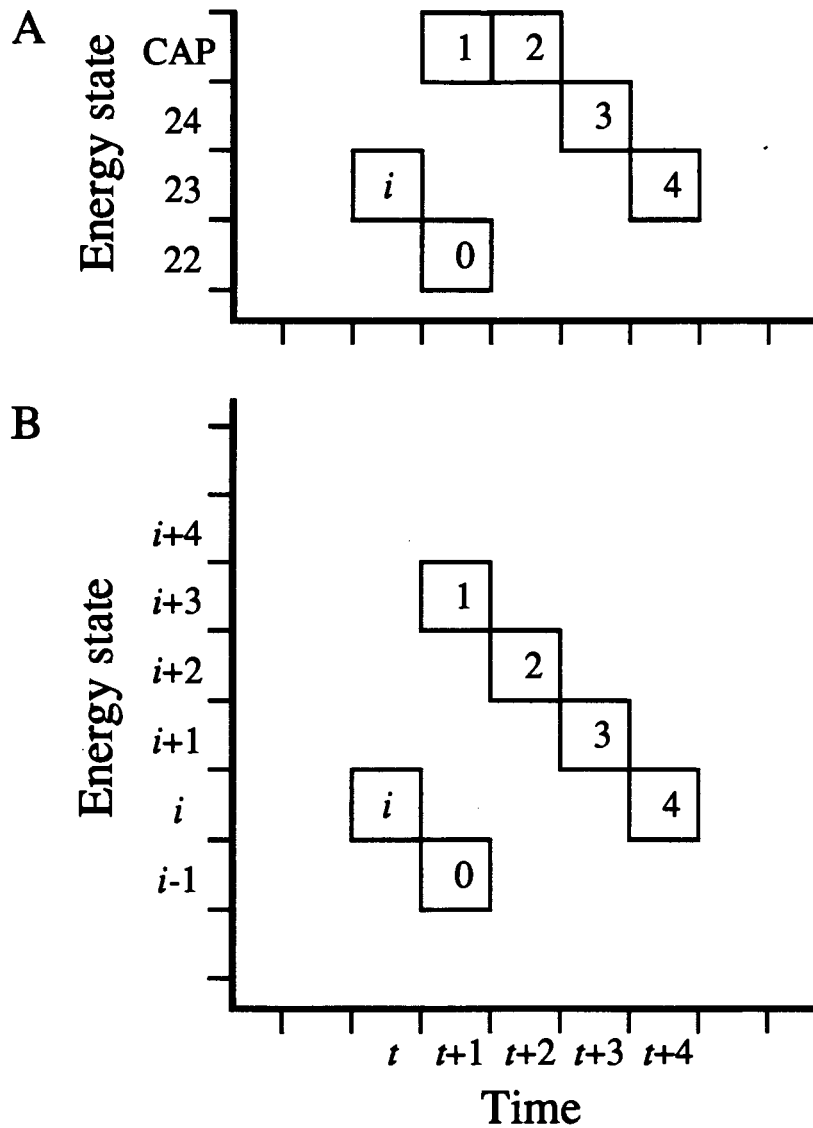 A
Energy state
CAP
24
23
22
1 2
3
i 4
0
B
Energy state
i+4
i+3
i+2
i+1
i
i-1
1
2
3
i 4
0
t t+1 t+2 t+3 t+4
Time